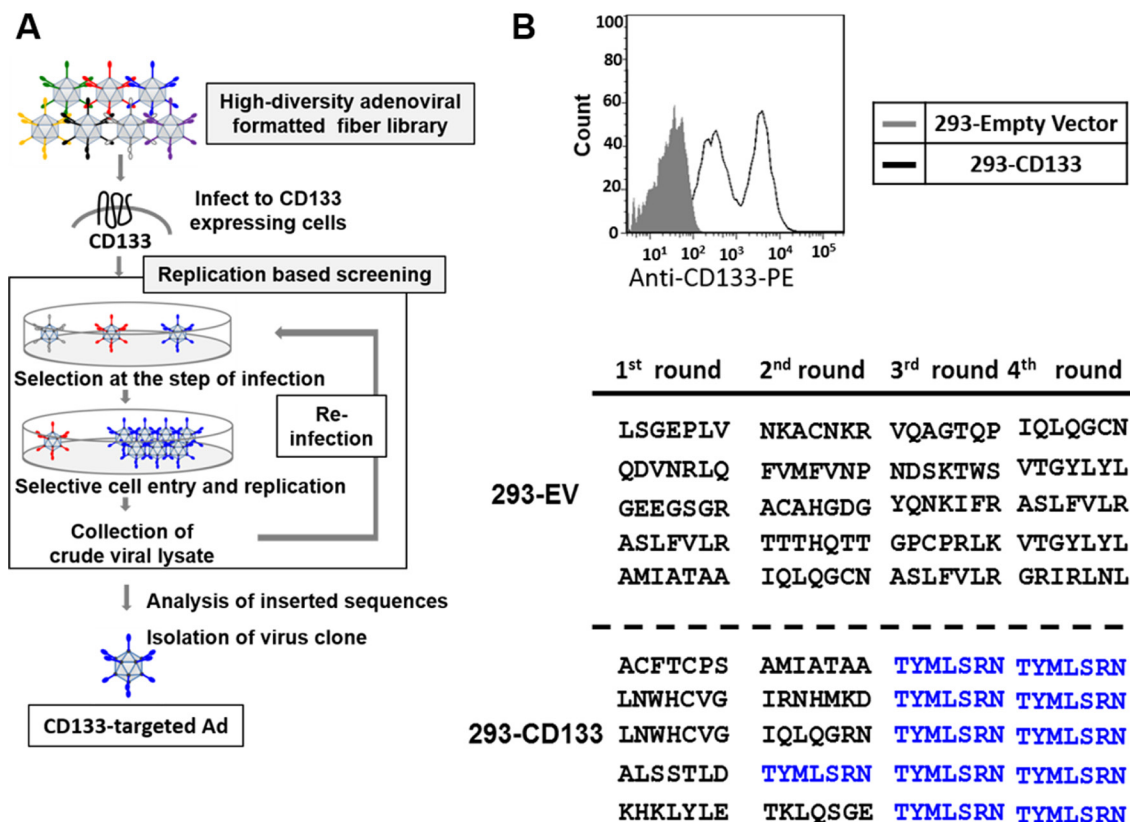 A
High-diversity adenoviral
formatted fiber library
Infect to CD133
expressing cells
CD133
Replication based screening
Selection at the step of infection
Re-
infection
Selective cell entry and replication
Collection of
crude viral lysate
Analysis of inserted sequences
Isolation of virus clone
CD133-targeted Ad
B
Count
100
80
60
40
20
0
10¹ 10² 10³ 10⁴ 10⁵
Anti-CD133-PE
293-Empty Vector
293-CD133
1st round 2nd round 3rd round 4th round
293-EV
LSGEPLV NKACNKR VQAGTQP IQLQGCN
QDVNRLQ FVMFVNP NDSKTWS VTGYLYL
GEEGSGR ACAHGDG YQNKIFR ASLFVLR
ASLFVLR TTTHQTT GPCPRLK VTGYLYL
AMIATAA IQLQGCN ASLFVLR GRIRLNL
293-CD133
ACFTCPS AMIATAA TYMLSRN TYMLSRN
LNWHCVG IRNHMKD TYMLSRN TYMLSRN
LNWHCVG IQLQGRN TYMLSRN TYMLSRN
ALSSTLD TYMLSRN TYMLSRN TYMLSRN
KHKLYLE TKLQSGE TYMLSRN TYMLSRN